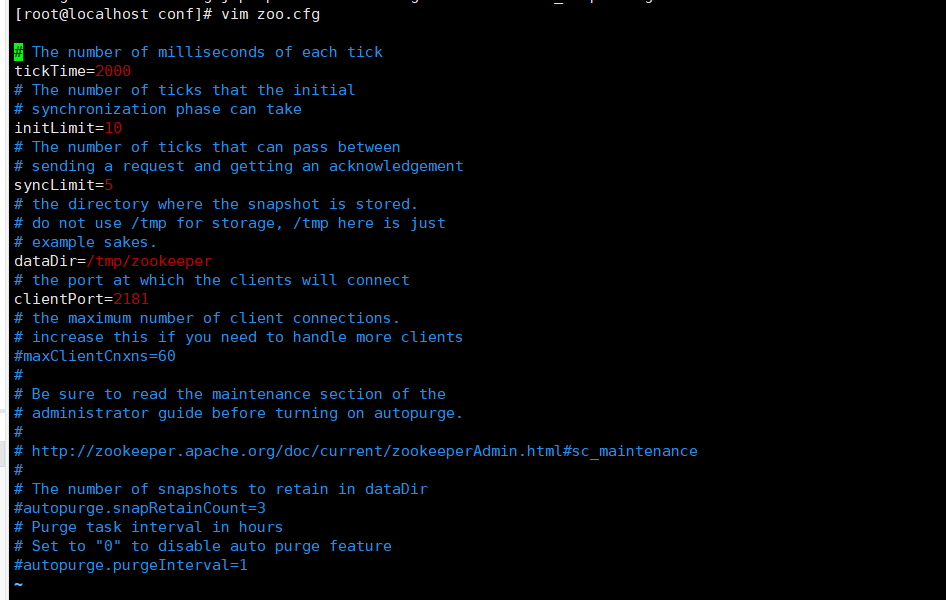 [root@localhost conf]# vim zoo.cfg
# The number of milliseconds of each tick
tickTime=2000
# The number of ticks that the initial
# synchronization phase can take
initLimit=10
# The number of ticks that can pass between
# sending a request and getting an acknowledgement
syncLimit=5
# the directory where the snapshot is stored.
# do not use /tmp for storage, /tmp here is just
# example sakes.
dataDir=/tmp/zookeeper
# the port at which the clients will connect
clientPort=2181
# the maximum number of client connections.
# increase this if you need to handle more clients
#maxClientCnxns=60
#
# Be sure to read the maintenance section of the
# administrator guide before turning on autopurge.
#
# http://zookeeper.apache.org/doc/current/zookeeperAdmin.html#sc_maintenance
#
# The number of snapshots to retain in dataDir
#autopurge.snapRetainCount=3
# Purge task interval in hours
# Set to "0" to disable auto purge feature
#autopurge.purgeInterval=1
~